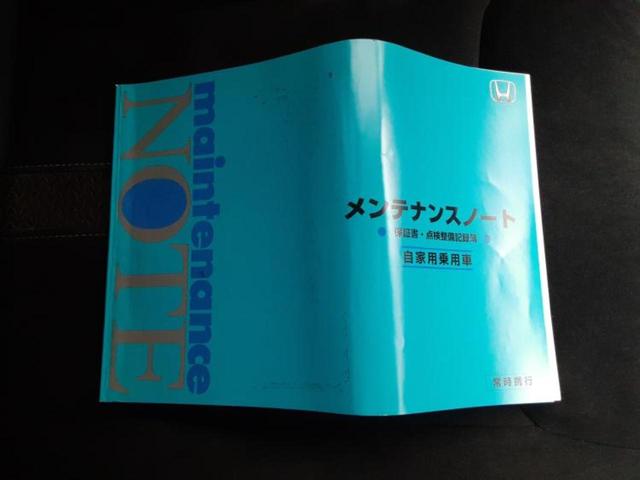 maintenance
NOTE
メンテナンスノート
保証書・点検整備記録簿
自家用乗用車
常時携行